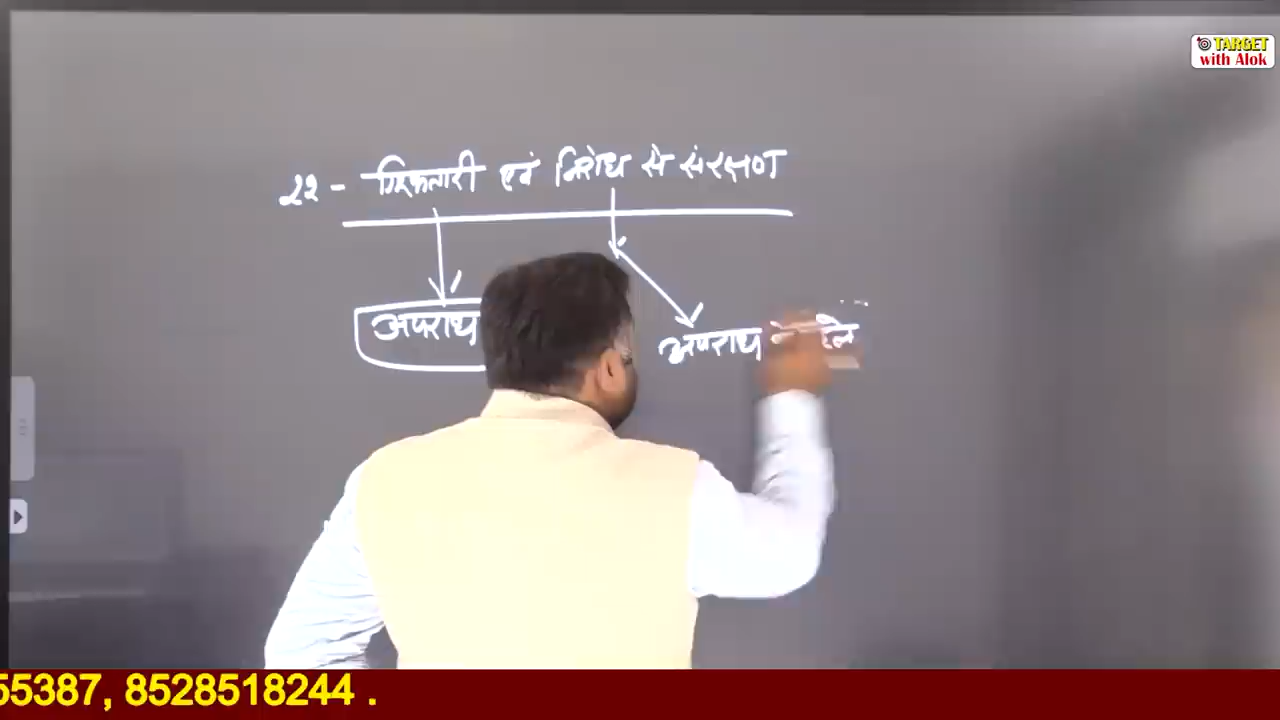 TARGET
with Alok
22 - गिरफ्तारी एवं निरोध से संरक्षण
अपराध
अपराध
55387, 8528518244 .